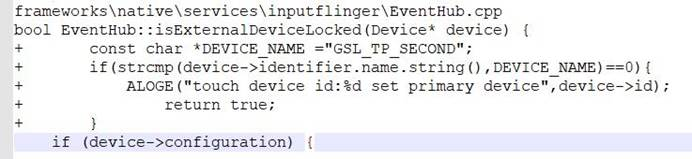 frameworks\native\services\inputflinger\EventHub.cpp
bool EventHub::isExternalDeviceLocked(Device* device) {
+ const char *DEVICE_NAME ="GSL_TP_SECOND";
+ if(strcmp(device->identifier.name.string(),DEVICE_NAME)==0){
+ ALOGE("touch device id:%d set primary device",device->id);
+ return true;
+ }
if (device->configuration) {